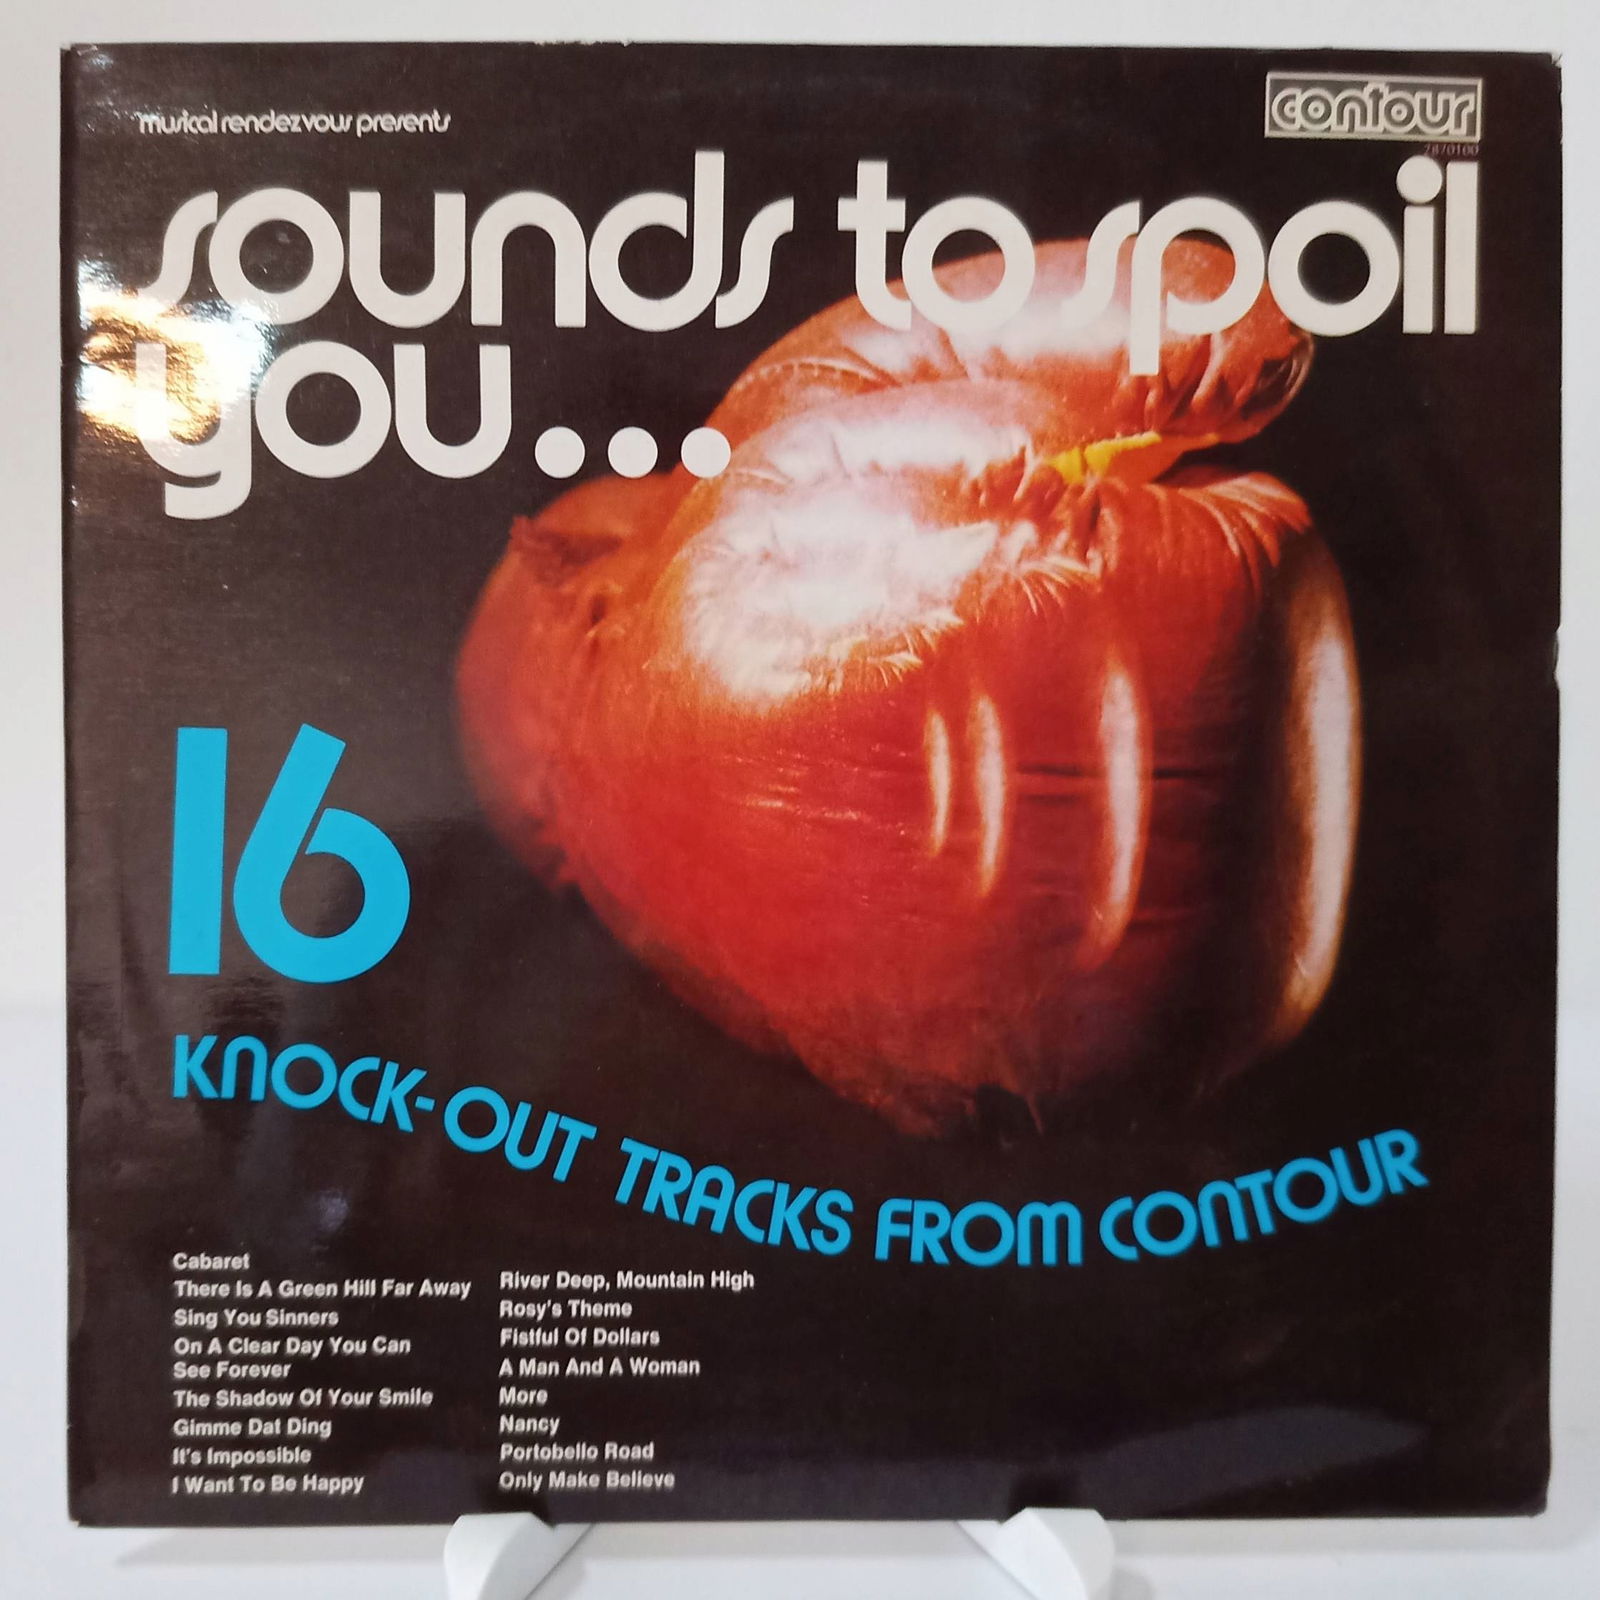 musical rendezvous presents
contour
2870100
sounds to spoil
you...
16
KNOCK-OUT TRACKS FROM CONTOUR
Cabaret
There Is A Green Hill Far Away
Sing You Sinners
On A Clear Day You Can
See Forever
The Shadow Of Your Smile
Gimme Dat Ding
It's Impossible
I Want To Be Happy
River Deep, Mountain High
Rosy's Theme
Fistful Of Dollars
A Man And A Woman
More
Nancy
Portobello Road
Only Make Believe